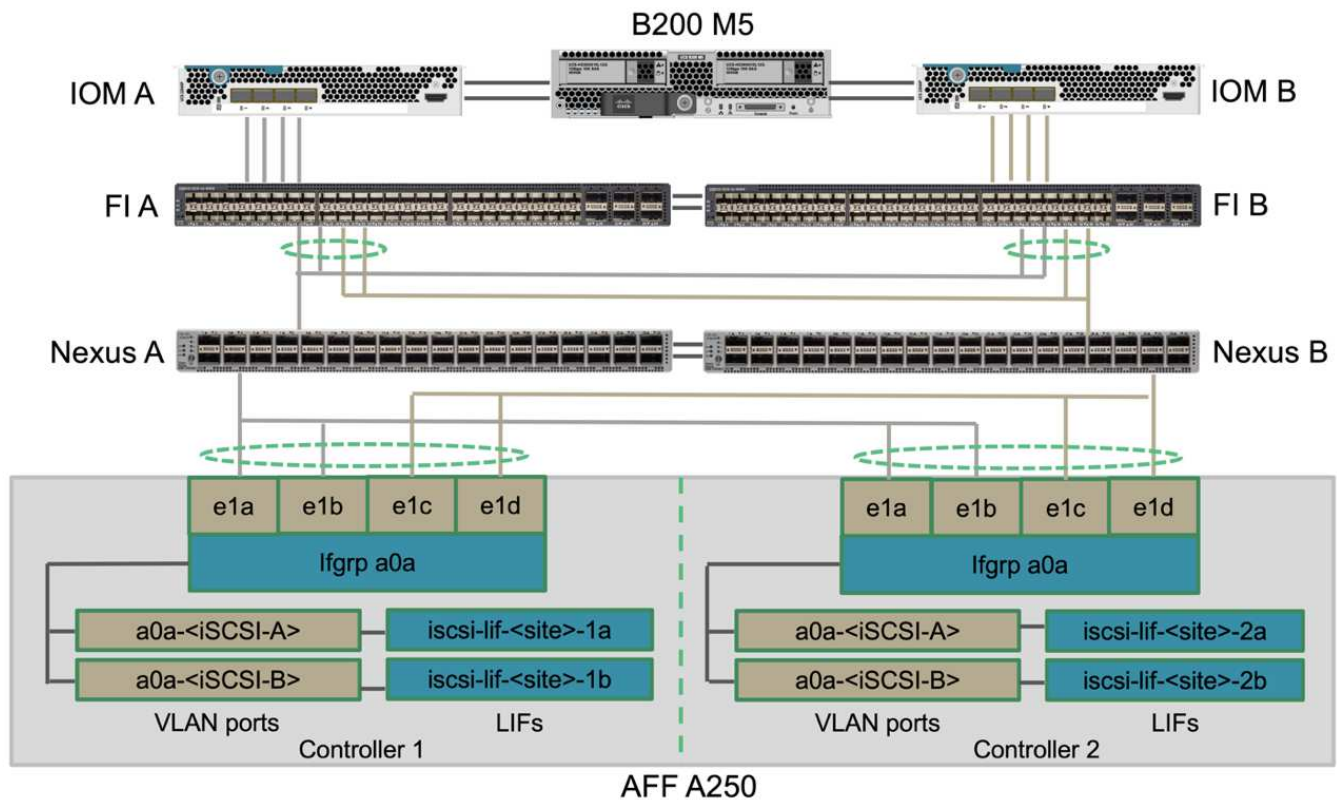 B200 M5
IOM A
IOM B
FI A
FI B
Nexus A
Nexus B
e1a e1b e1c e1d
Ifgrp a0a
a0a-<iSCSI-A> iscsi-lif-<site>-1a
a0a-<iSCSI-B> iscsi-lif-<site>-1b
VLAN ports LIFs
Controller 1
e1a e1b e1c e1d
Ifgrp a0a
a0a-<iSCSI-A> iscsi-lif-<site>-2a
a0a-<iSCSI-B> iscsi-lif-<site>-2b
VLAN ports LIFs
Controller 2
AFF A250